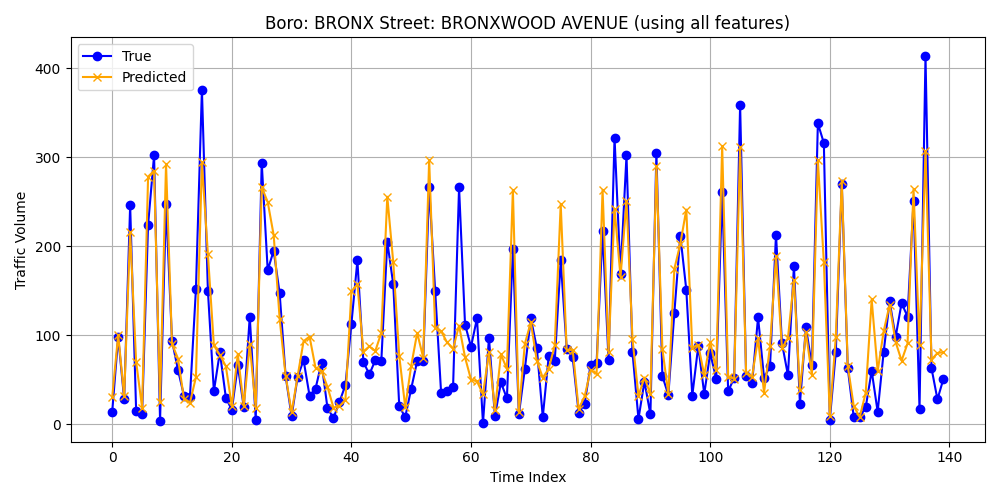 Boro: BRONX Street: BRONXWOOD AVENUE (using all features)
True
Predicted
400
300
200
100
0
Traffic Volume
0 20 40 60 80 100 120 140
Time Index